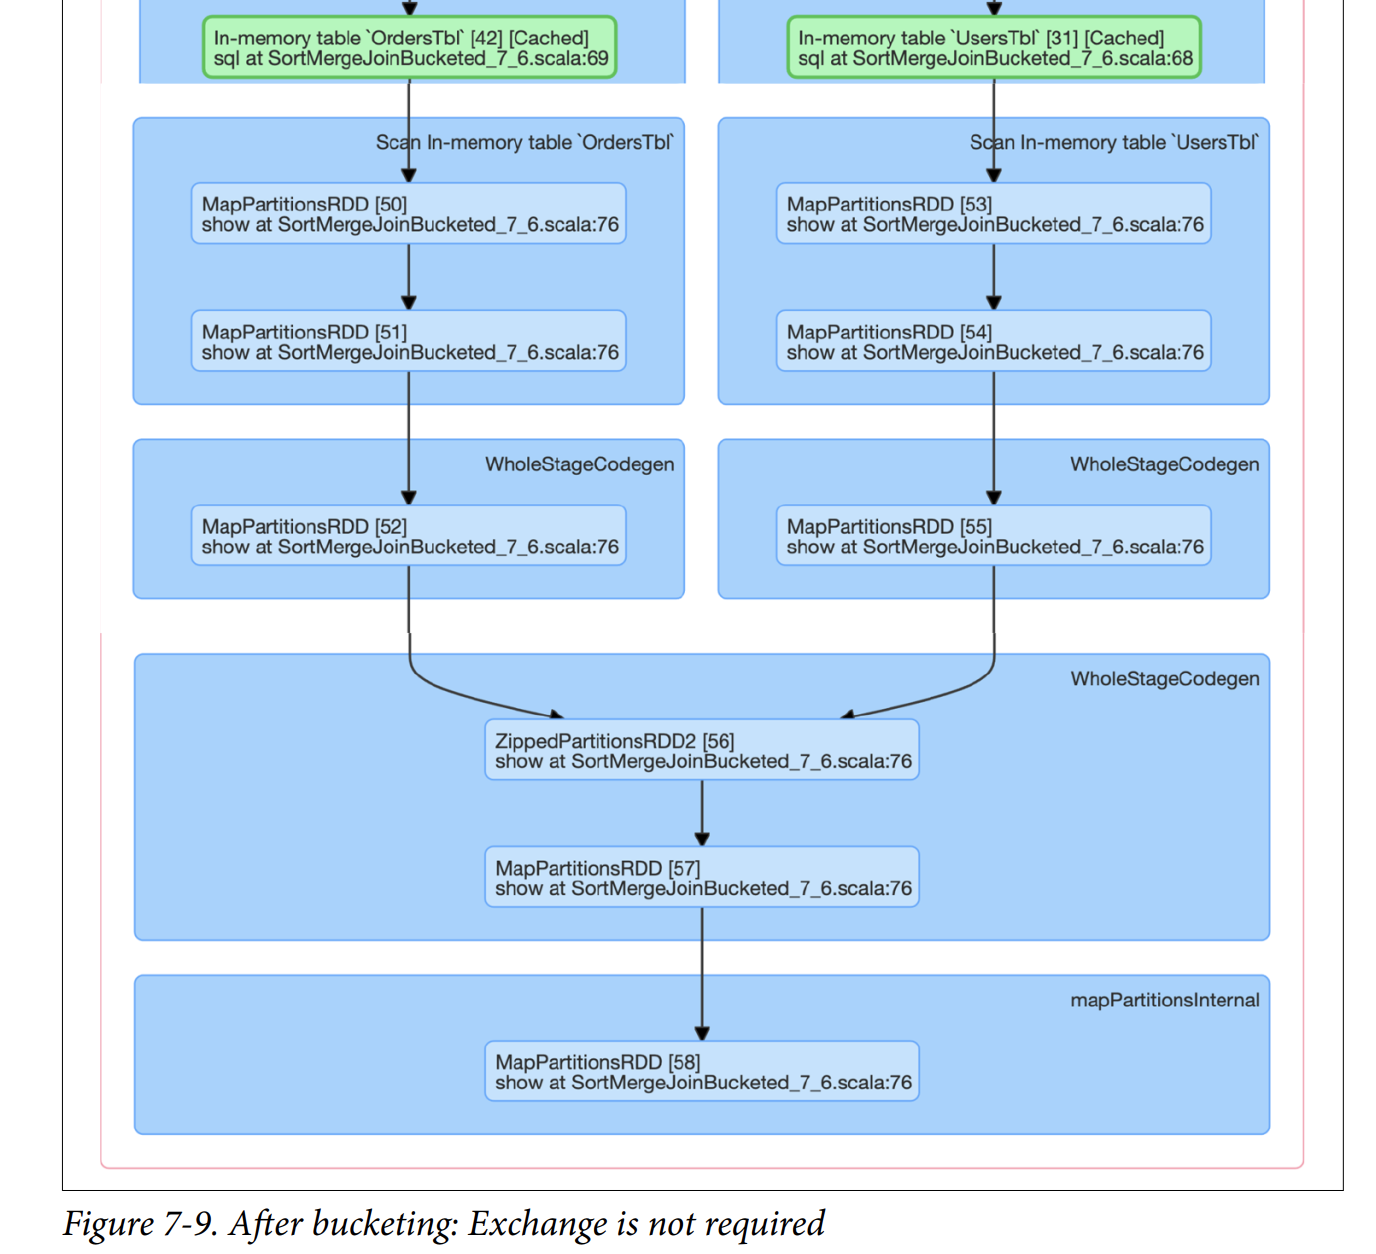 In-memory table `OrdersTbl` [42] [Cached]
sql at SortMergeJoinBucketed_7_6.scala:69
In-memory table `UsersTbl` [31] [Cached]
sql at SortMergeJoinBucketed_7_6.scala:68
Scan In-memory table `OrdersTbl`
MapPartitionsRDD [50]
show at SortMergeJoinBucketed_7_6.scala:76
MapPartitionsRDD [51]
show at SortMergeJoinBucketed_7_6.scala:76
Scan In-memory table `UsersTbl`
MapPartitionsRDD [53]
show at SortMergeJoinBucketed_7_6.scala:76
MapPartitionsRDD [54]
show at SortMergeJoinBucketed_7_6.scala:76
WholeStageCodegen
MapPartitionsRDD [52]
show at SortMergeJoinBucketed_7_6.scala:76
WholeStageCodegen
MapPartitionsRDD [55]
show at SortMergeJoinBucketed_7_6.scala:76
WholeStageCodegen
ZippedPartitionsRDD2 [56]
show at SortMergeJoinBucketed_7_6.scala:76
MapPartitionsRDD [57]
show at SortMergeJoinBucketed_7_6.scala:76
mapPartitionsInternal
MapPartitionsRDD [58]
show at SortMergeJoinBucketed_7_6.scala:76
Figure 7-9. After bucketing: Exchange is not required